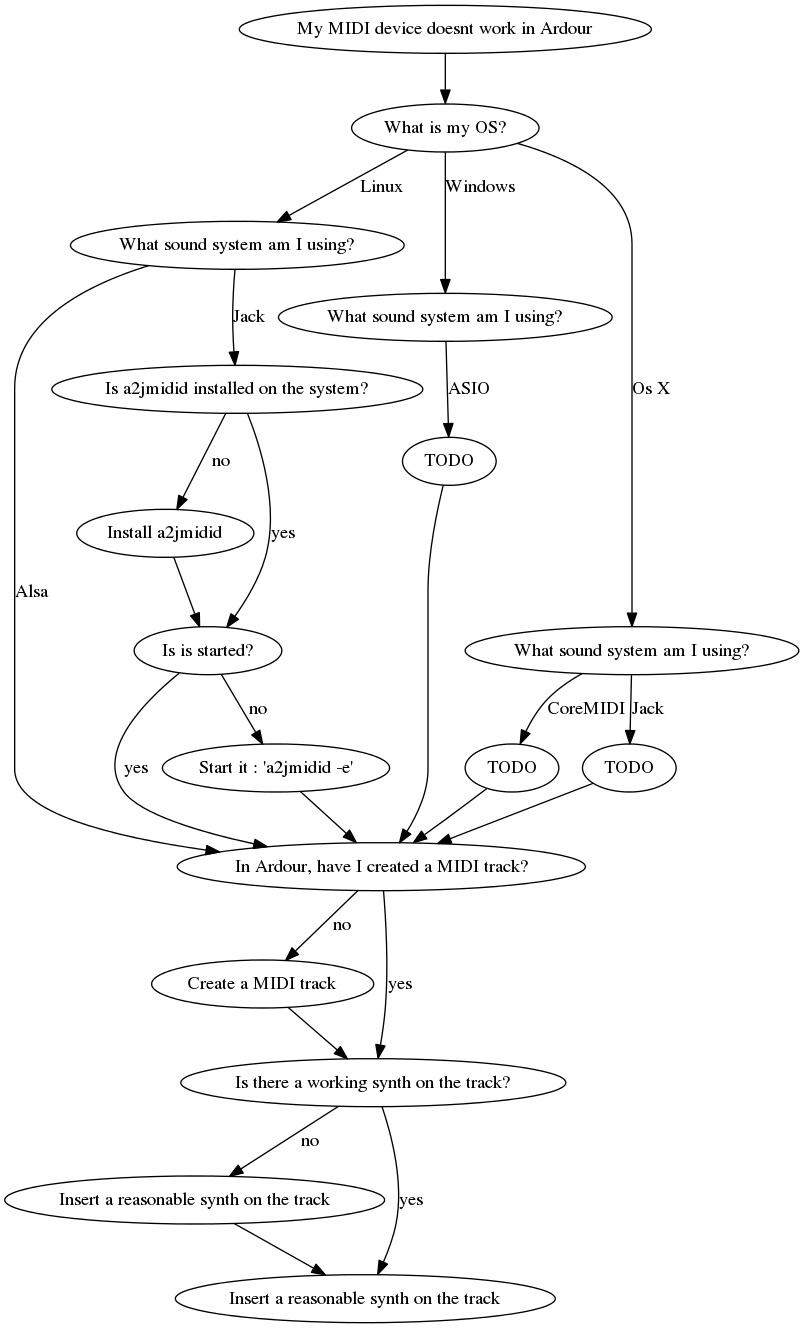 My MIDI device doesnt work in Ardour
What is my OS?
Linux
Windows
What sound system am I using?
What sound system am I using?
Jack
Is a2jmidid installed on the system?
ASIO
Os X
TODO
no
Install a2jmidid
yes
Alsa
Is is started?
What sound system am I using?
no
CoreMIDI
Jack
yes
Start it : 'a2jmidid -e'
TODO
TODO
In Ardour, have I created a MIDI track?
no
Create a MIDI track
yes
Is there a working synth on the track?
no
Insert a reasonable synth on the track
yes
Insert a reasonable synth on the track